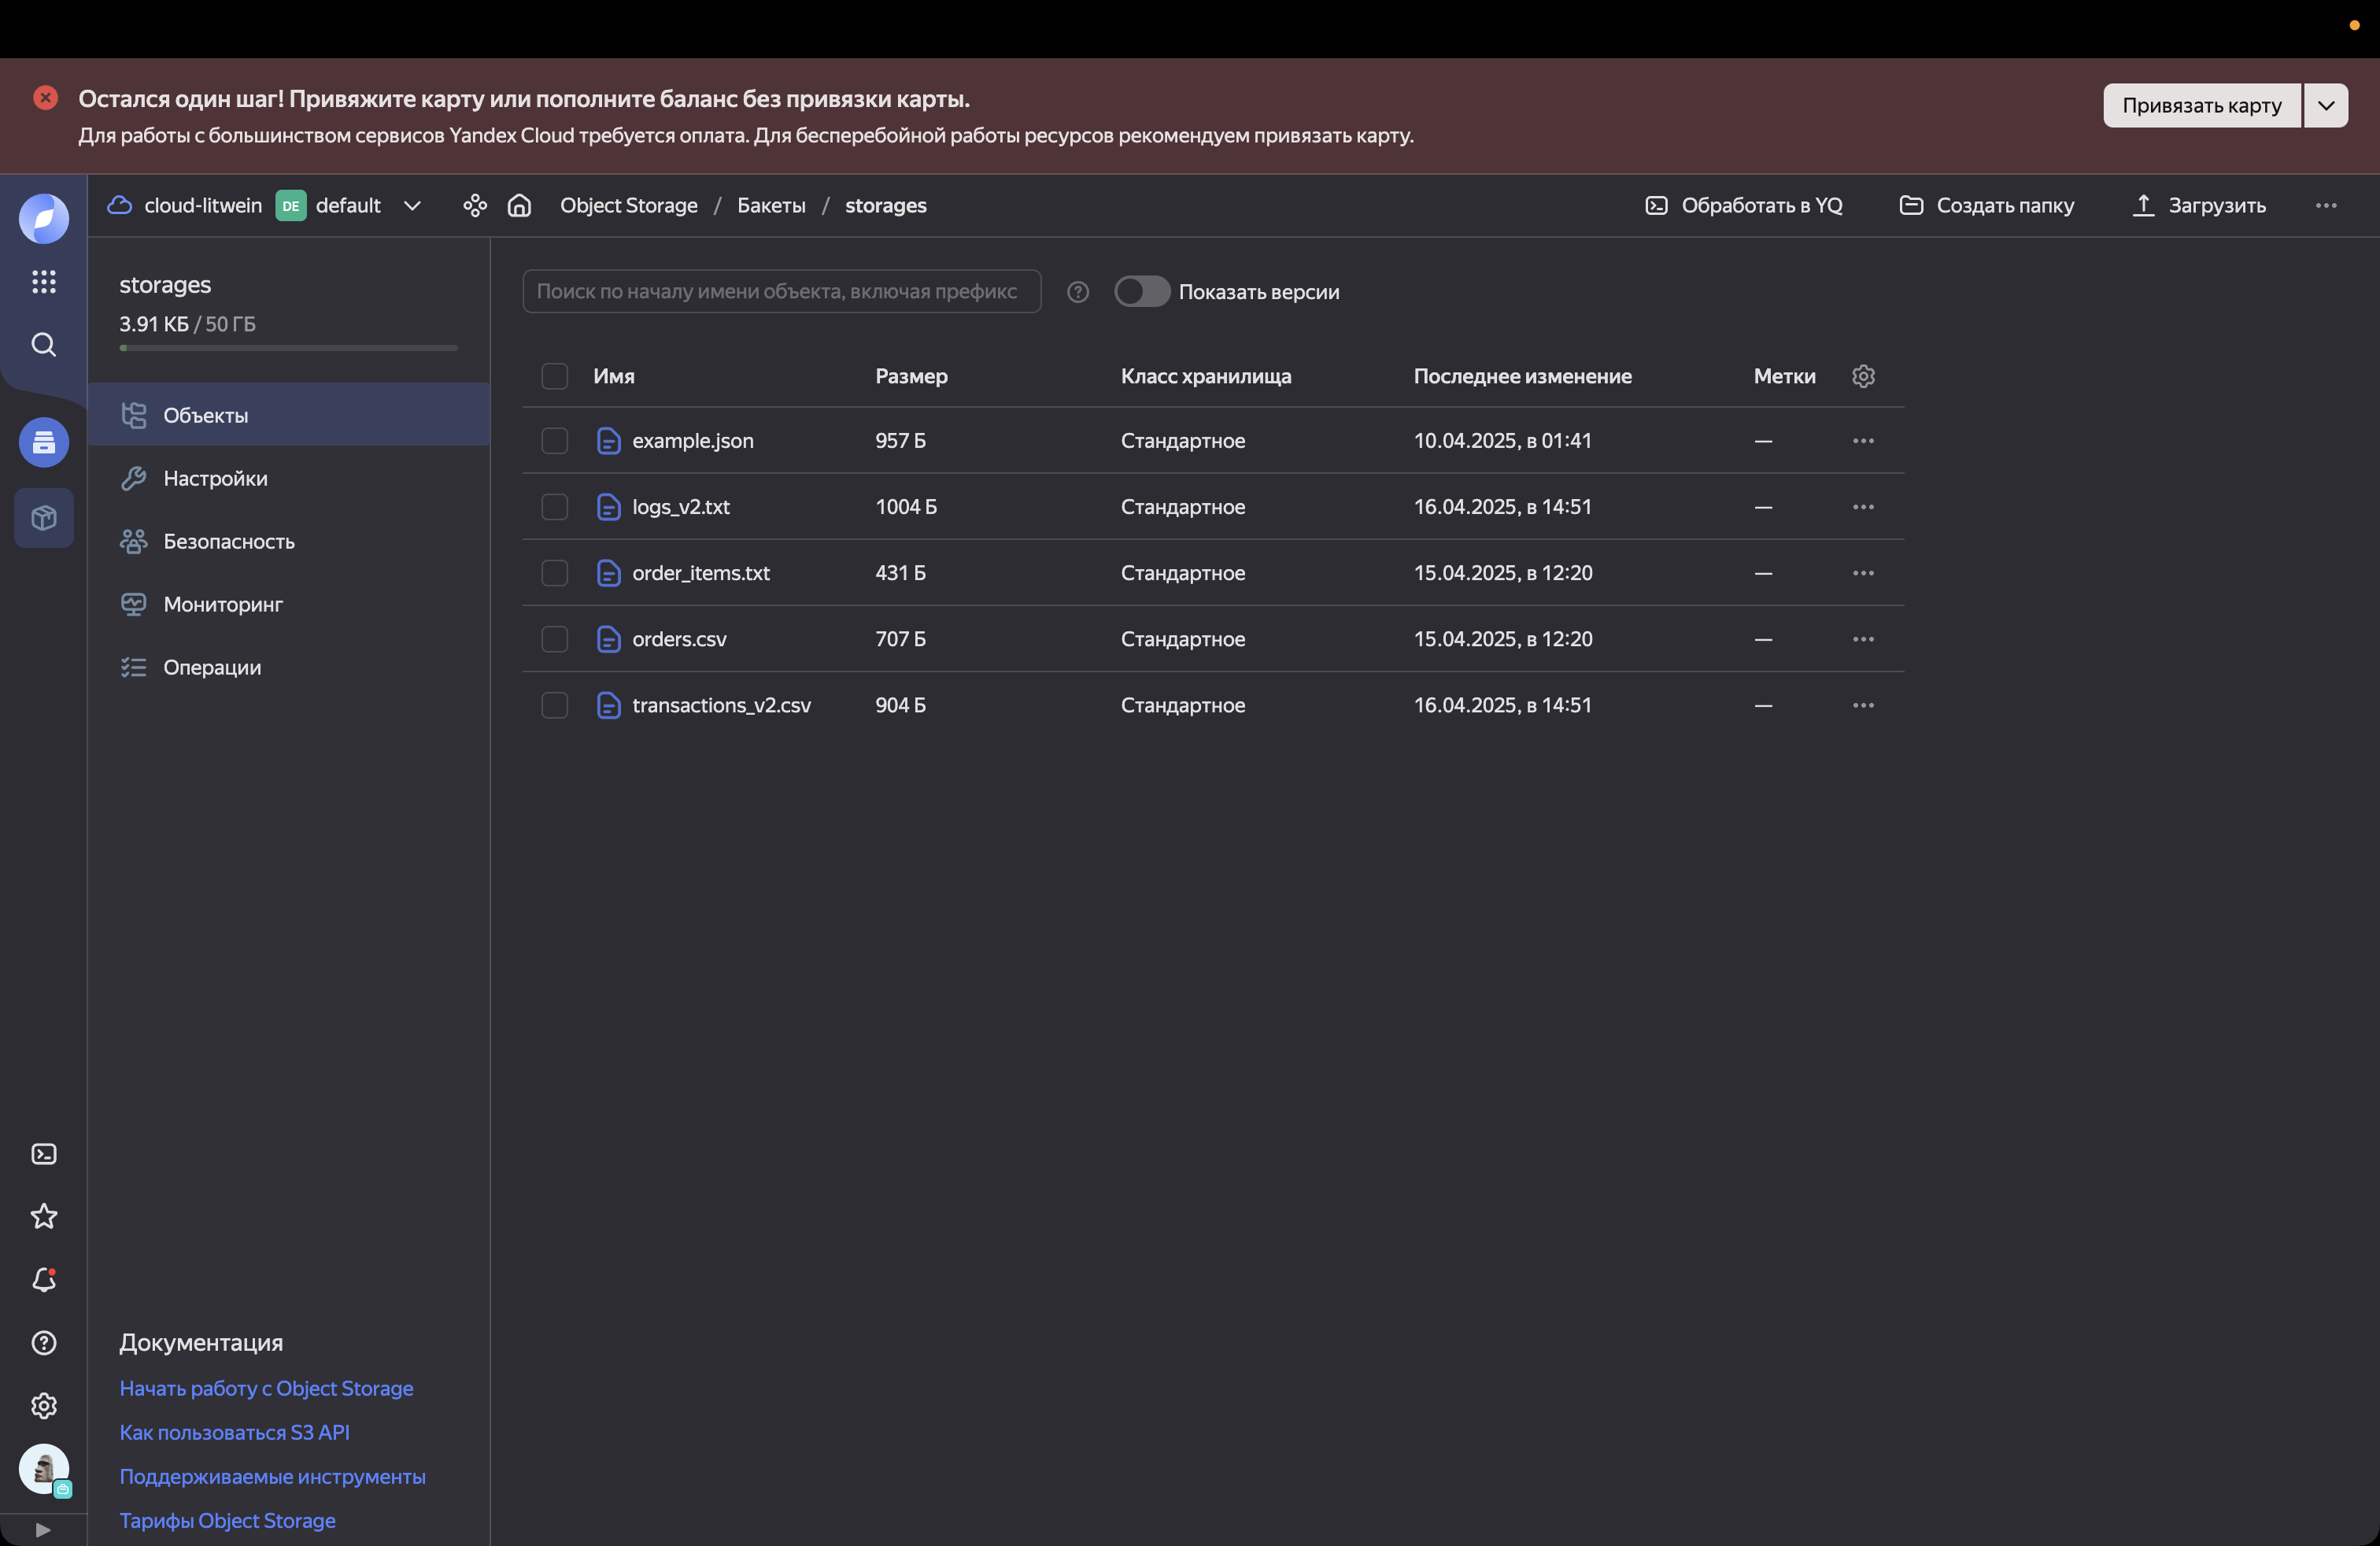 Остался один шаг! Привяжите карту или пополните баланс без привязки карты.
Для работы с большинством сервисов Yandex Cloud требуется оплата. Для бесперебойной работы ресурсов рекомендуем привязать карту.
Привязать карту
cloud-litwein DE default Object Storage / Бакеты / storages Обработать в YQ Создать папку Загрузить
storages
3.91 КБ / 50 ГБ
Объекты
Настройки
Безопасность
Мониторинг
Операции
Поиск по началу имени объекта, включая префикс Показать версии
Имя Размер Класс хранилища Последнее изменение Метки
example.json 957 Б Стандартное 10.04.2025, в 01:41 —
logs_v2.txt 1004 Б Стандартное 16.04.2025, в 14:51 —
order_items.txt 431 Б Стандартное 15.04.2025, в 12:20 —
orders.csv 707 Б Стандартное 15.04.2025, в 12:20 —
transactions_v2.csv 904 Б Стандартное 16.04.2025, в 14:51 —
Документация
Начать работу с Object Storage
Как пользоваться S3 API
Поддерживаемые инструменты
Тарифы Object Storage